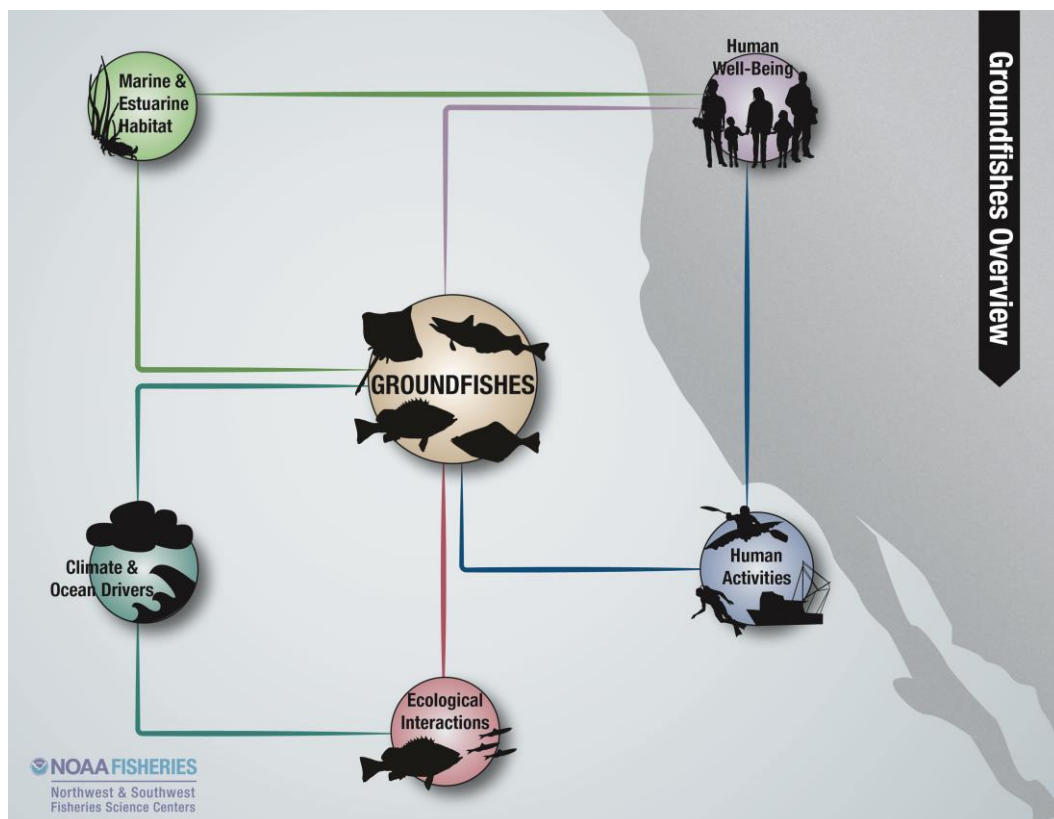 Marine &
Estuarine
Habitat
Human
Well-Being
Groundfishes Overview
GROUNDFISHES
Climate &
Ocean Drivers
Human
Activities
Ecological
Interactions
NOAA FISHERIES
Northwest & Southwest
Fisheries Science Centers